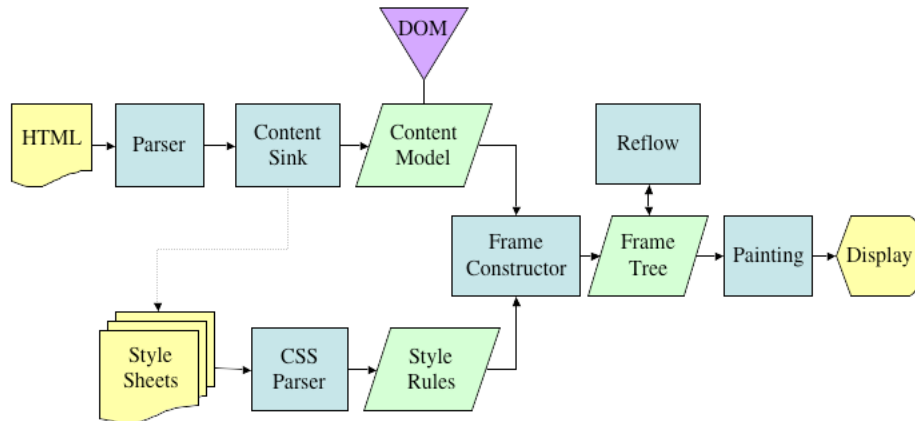 DOM
HTML
Parser
Content
Sink
Content
Model
Reflow
Frame
Constructor
Frame
Tree
Painting
Display
Style
Sheets
CSS
Parser
Style
Rules